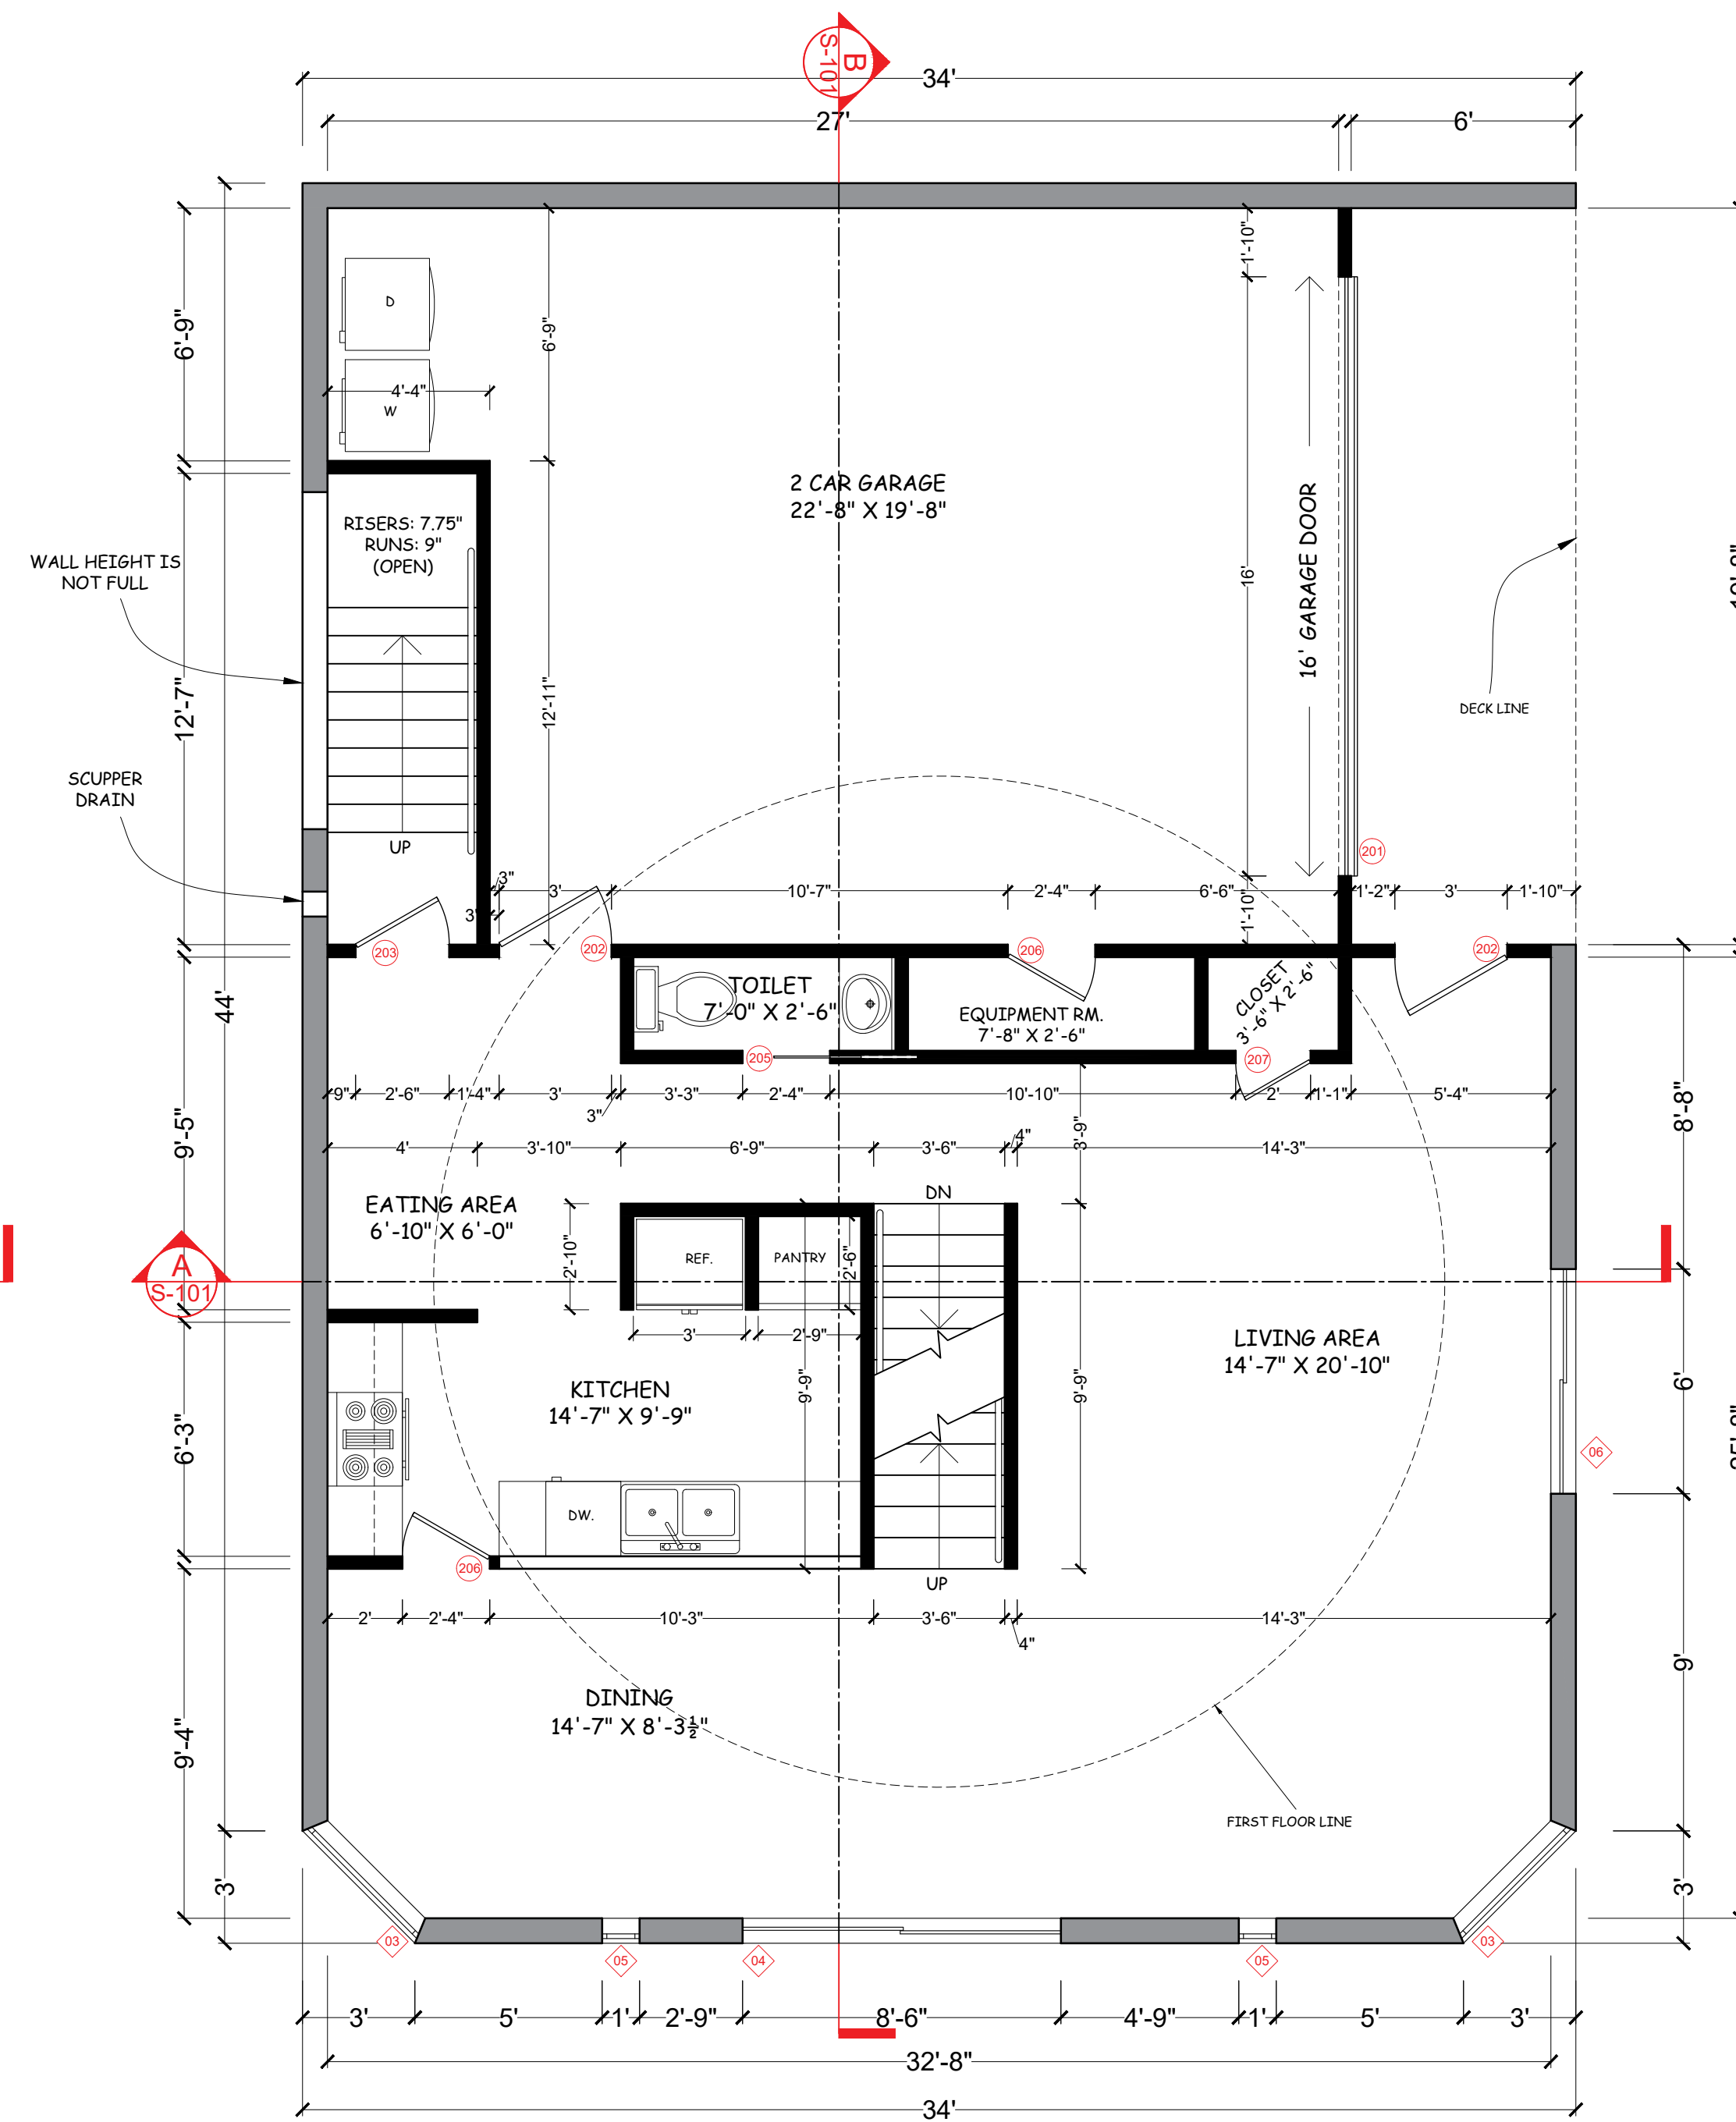 B
S-101
34'
27'
6'
6'-9"
6'-9"
1'-10"
D
4'-4"
W
2 CAR GARAGE
22'-8" X 19'-8"
16' GARAGE DOOR
16'
RISERS: 7.75"
RUNS: 9"
(OPEN)
WALL HEIGHT IS
NOT FULL
12'-7"
12'-11"
DECK LINE
SCUPPER
DRAIN
UP
201
3"
3'
10'-7"
2'-4"
6'-6"
1'-2"
3'
1'-10"
3"
1'-10"
203
202
206
202
44'
TOILET
7'-0" X 2'-6"
EQUIPMENT RM.
7'-8" X 2'-6"
CLOSET
3'-6" X 2'-6"
205
207
9"
2'-6"
1'-4"
3'
3"
3'-3"
2'-4"
10'-10"
2'
1'-1"
5'-4"
8'-8"
9'-5"
4'
3'-10"
6'-9"
3'-6"
4"
3'-9"
14'-3"
EATING AREA
6'-10" X 6'-0"
DN
2'-10"
REF.
PANTRY
2'-6"
A
S-101
3'
2'-9"
LIVING AREA
14'-7" X 20'-10"
KITCHEN
14'-7" X 9'-9"
9'-9"
9'-9"
6'
6'-3"
06
DW.
206
UP
2'
2'-4"
10'-3"
3'-6"
4"
14'-3"
9'
DINING
14'-7" X 8'-3½"
9'-4"
FIRST FLOOR LINE
3'
3'
03
05
04
05
03
3'
5'
1'
2'-9"
8'-6"
4'-9"
1'
5'
3'
32'-8"
34'